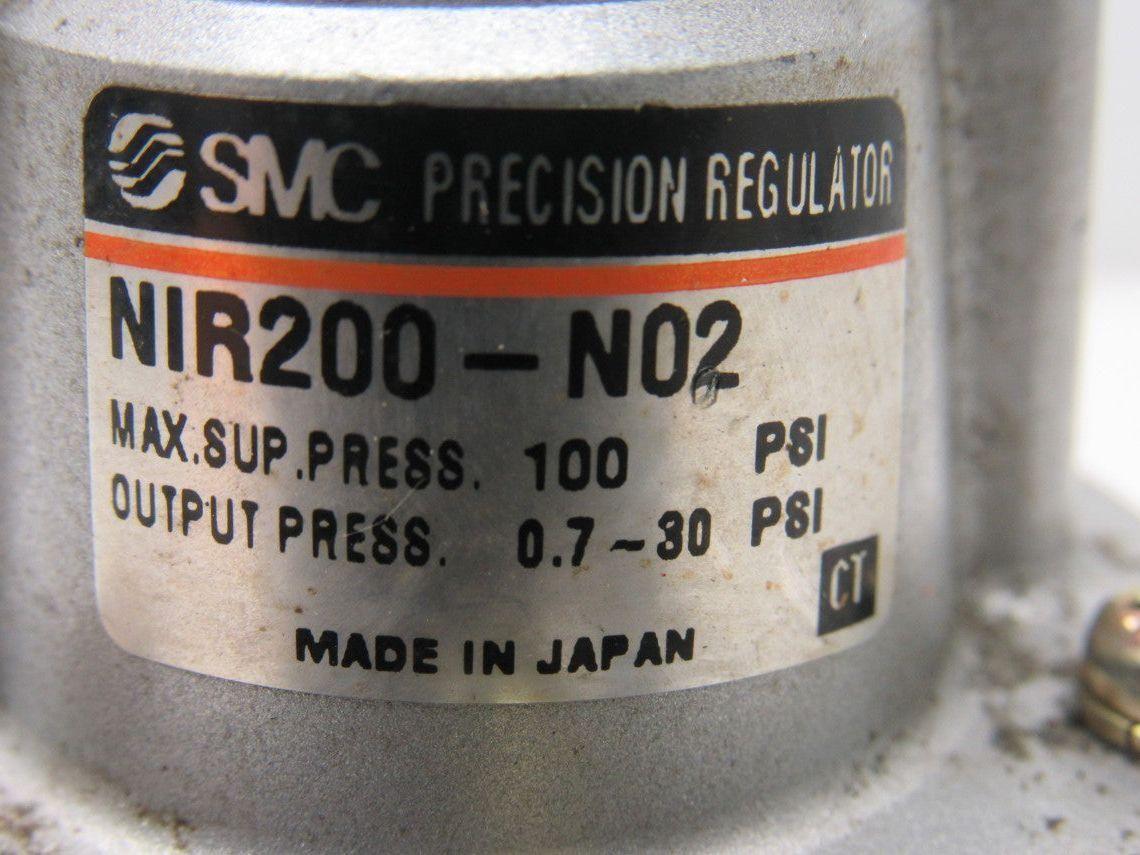 SMC PRECISION REGULATOR
NIR200-N02
MAX.SUP.PRESS. 100 PSI
OUTPUT PRESS. 0.7~30 PSI
CT
MADE IN JAPAN